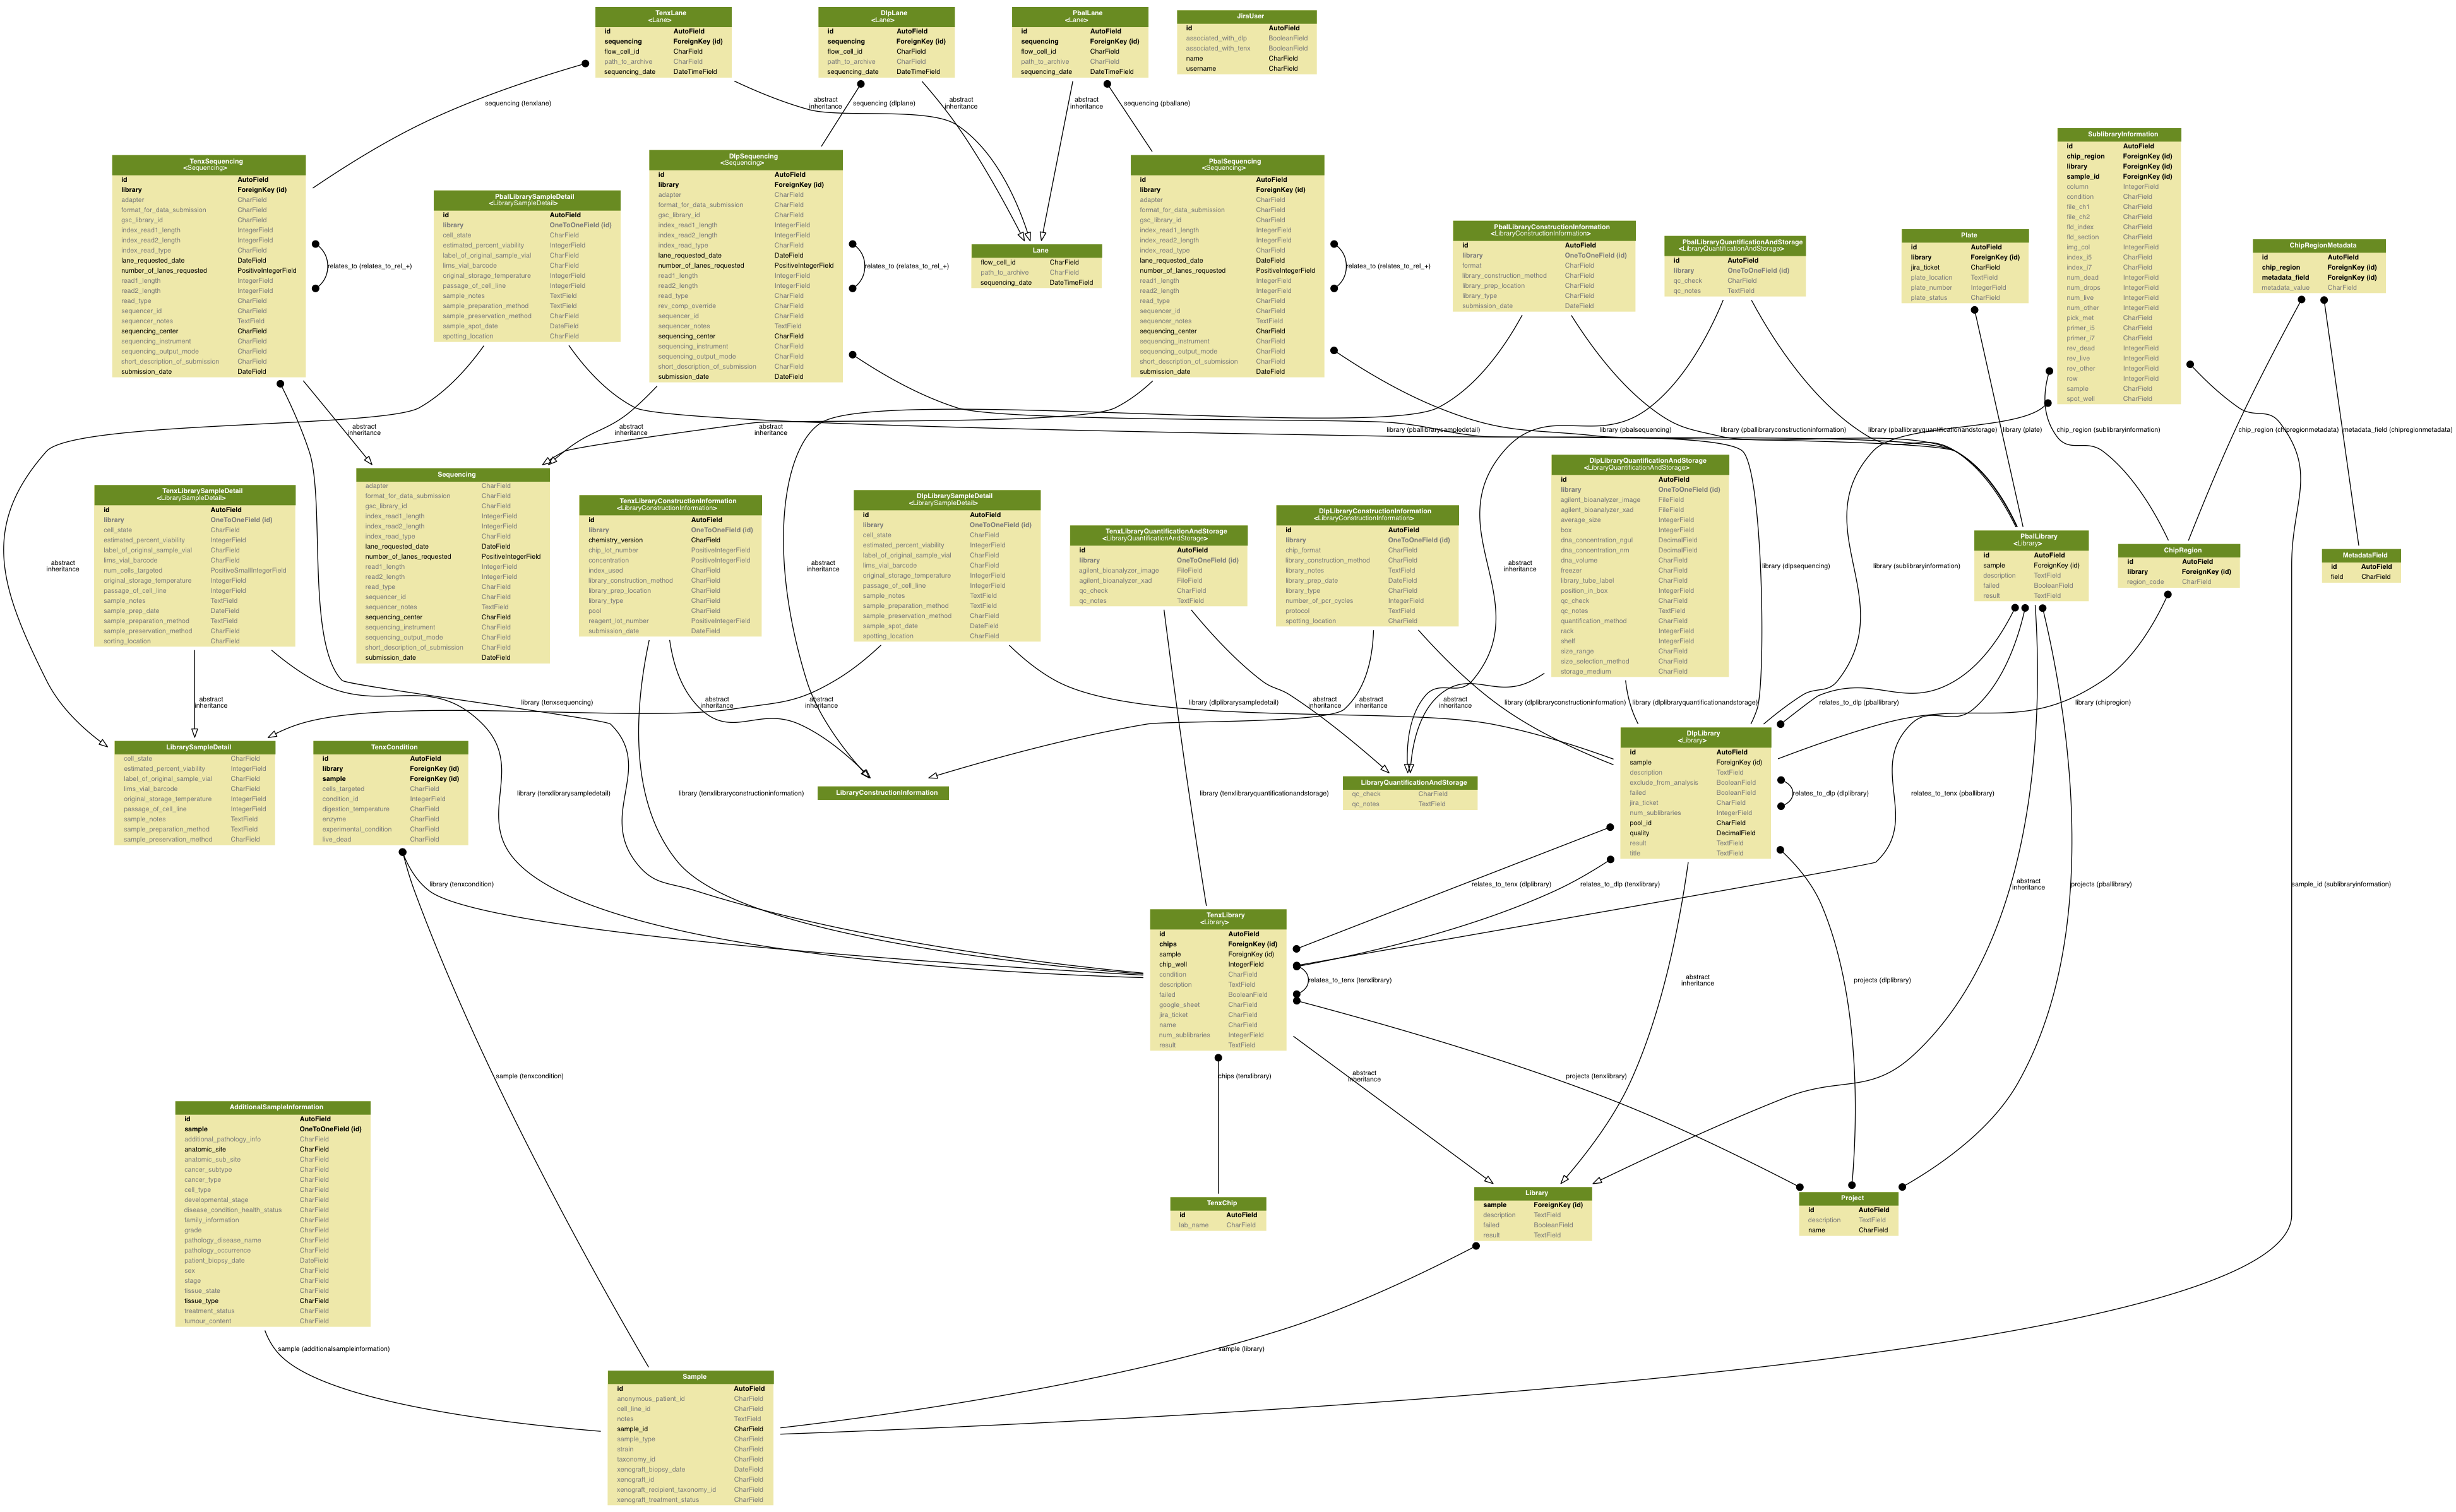 TenxLane
<Lane>
id AutoField
sequencing ForeignKey (id)
flow_cell_id CharField
path_to_archive CharField
sequencing_date DateTimeField
DlpLane
<Lane>
id AutoField
sequencing ForeignKey (id)
flow_cell_id CharField
path_to_archive CharField
sequencing_date DateTimeField
PbalLane
<Lane>
id AutoField
sequencing ForeignKey (id)
flow_cell_id CharField
path_to_archive CharField
sequencing_date DateTimeField
JiraUser
id AutoField
associated_with_dlp BooleanField
associated_with_tenx BooleanField
name CharField
username CharField
sequencing (tenxlane)
abstract
inheritance
sequencing (dlplane)
abstract
inheritance
abstract
inheritance
sequencing (pballane)
TenxSequencing
<Sequencing>
id AutoField
library ForeignKey (id)
adapter CharField
format_for_data_submission CharField
gsc_library_id CharField
index_read1_length IntegerField
index_read2_length IntegerField
index_read_type CharField
lane_requested_date DateField
number_of_lanes_requested PositiveIntegerField
read1_length IntegerField
read2_length IntegerField
read_type CharField
sequencer_id CharField
sequencer_notes TextField
sequencing_center CharField
sequencing_instrument CharField
sequencing_output_mode CharField
short_description_of_submission CharField
submission_date DateField
relates_to (relates_to_rel_+)
PbalLibrarySampleDetail
<LibrarySampleDetail>
id AutoField
library OneToOneField (id)
cell_state CharField
estimated_percent_viability IntegerField
label_of_original_sample_vial CharField
lims_vial_barcode CharField
original_storage_temperature IntegerField
passage_of_cell_line IntegerField
sample_notes TextField
sample_preparation_method TextField
sample_preservation_method CharField
sample_spot_date DateField
spotting_location CharField
DlpSequencing
<Sequencing>
id AutoField
library ForeignKey (id)
adapter CharField
format_for_data_submission CharField
gsc_library_id CharField
index_read1_length IntegerField
index_read2_length IntegerField
index_read_type CharField
lane_requested_date DateField
number_of_lanes_requested PositiveIntegerField
read1_length IntegerField
read2_length IntegerField
read_type CharField
rev_comp_override CharField
sequencer_id CharField
sequencer_notes TextField
sequencing_center CharField
sequencing_instrument CharField
sequencing_output_mode CharField
short_description_of_submission CharField
submission_date DateField
relates_to (relates_to_rel_+)
Lane
flow_cell_id CharField
path_to_archive CharField
sequencing_date DateTimeField
PbalSequencing
<Sequencing>
id AutoField
library ForeignKey (id)
adapter CharField
format_for_data_submission CharField
gsc_library_id CharField
index_read1_length IntegerField
index_read2_length IntegerField
index_read_type CharField
lane_requested_date DateField
number_of_lanes_requested PositiveIntegerField
read1_length IntegerField
read2_length IntegerField
read_type CharField
sequencer_id CharField
sequencer_notes TextField
sequencing_center CharField
sequencing_instrument CharField
sequencing_output_mode CharField
short_description_of_submission CharField
submission_date DateField
relates_to (relates_to_rel_+)
PbalLibraryConstructionInformation
<LibraryConstructionInformation>
id AutoField
library OneToOneField (id)
format CharField
library_construction_method CharField
library_prep_location CharField
library_type CharField
submission_date DateField
PbalLibraryQuantificationAndStorage
<LibraryQuantificationAndStorage>
id AutoField
library OneToOneField (id)
qc_check CharField
qc_notes TextField
Plate
id AutoField
library ForeignKey (id)
jira_ticket CharField
plate_location TextField
plate_number IntegerField
plate_status CharField
SublibraryInformation
id AutoField
chip_region ForeignKey (id)
library ForeignKey (id)
sample_id ForeignKey (id)
column IntegerField
condition CharField
file_ch1 CharField
file_ch2 CharField
fld_index CharField
fld_section CharField
img_col IntegerField
index_i5 CharField
index_i7 CharField
num_dead IntegerField
num_drops IntegerField
num_live IntegerField
num_other IntegerField
pick_met CharField
primer_i5 CharField
primer_i7 CharField
rev_dead IntegerField
rev_live IntegerField
rev_other IntegerField
row IntegerField
sample CharField
spot_well CharField
ChipRegionMetadata
id AutoField
chip_region ForeignKey (id)
metadata_field ForeignKey (id)
metadata_value CharField
abstract
inheritance
abstract
inheritance
abstract
inheritance
library (pballibrarysampledetail)
library (pbalsequencing)
library (pballibraryconstructioninformation)
library (pballibraryquantificationandstorage)
library (plate)
chip_region (sublibraryinformation)
chip_region (chipregionmetadata)
metadata_field (chipregionmetadata)
TenxLibrarySampleDetail
<LibrarySampleDetail>
id AutoField
library OneToOneField (id)
cell_state CharField
estimated_percent_viability IntegerField
label_of_original_sample_vial CharField
lims_vial_barcode CharField
num_cells_targeted PositiveSmallIntegerField
original_storage_temperature IntegerField
passage_of_cell_line IntegerField
sample_notes TextField
sample_prep_date DateField
sample_preparation_method TextField
sample_preservation_method CharField
sorting_location CharField
Sequencing
adapter CharField
format_for_data_submission CharField
gsc_library_id CharField
index_read1_length IntegerField
index_read2_length IntegerField
index_read_type CharField
lane_requested_date DateField
number_of_lanes_requested PositiveIntegerField
read1_length IntegerField
read2_length IntegerField
read_type CharField
sequencer_id CharField
sequencer_notes TextField
sequencing_center CharField
sequencing_instrument CharField
sequencing_output_mode CharField
short_description_of_submission CharField
submission_date DateField
TenxLibraryConstructionInformation
<LibraryConstructionInformation>
id AutoField
library OneToOneField (id)
chemistry_version CharField
chip_lot_number PositiveIntegerField
concentration PositiveIntegerField
index_used CharField
library_construction_method CharField
library_prep_location CharField
library_type CharField
pool CharField
reagent_lot_number PositiveIntegerField
submission_date DateField
DlpLibrarySampleDetail
<LibrarySampleDetail>
id AutoField
library OneToOneField (id)
cell_state CharField
estimated_percent_viability IntegerField
label_of_original_sample_vial CharField
lims_vial_barcode CharField
original_storage_temperature IntegerField
passage_of_cell_line IntegerField
sample_notes TextField
sample_preparation_method TextField
sample_preservation_method CharField
sample_spot_date DateField
spotting_location CharField
TenxLibraryQuantificationAndStorage
<LibraryQuantificationAndStorage>
id AutoField
library OneToOneField (id)
agilent_bioanalyzer_image FileField
agilent_bioanalyzer_xad FileField
qc_check CharField
qc_notes TextField
DlpLibraryConstructionInformation
<LibraryConstructionInformation>
id AutoField
library OneToOneField (id)
chip_format CharField
library_construction_method CharField
library_notes TextField
library_prep_date DateField
library_type CharField
number_of_pcr_cycles IntegerField
protocol TextField
spotting_location CharField
DlpLibraryQuantificationAndStorage
<LibraryQuantificationAndStorage>
id AutoField
library OneToOneField (id)
agilent_bioanalyzer_image FileField
agilent_bioanalyzer_xad FileField
average_size IntegerField
box IntegerField
dna_concentration_ngul DecimalField
dna_concentration_nm DecimalField
dna_volume CharField
freezer CharField
library_tube_label CharField
position_in_box IntegerField
qc_check CharField
qc_notes TextField
quantification_method CharField
rack IntegerField
shelf IntegerField
size_range CharField
size_selection_method CharField
storage_medium CharField
PbalLibrary
<Library>
id AutoField
sample ForeignKey (id)
description TextField
failed BooleanField
result TextField
ChipRegion
id AutoField
library ForeignKey (id)
region_code CharField
MetadataField
id AutoField
field CharField
abstract
inheritance
abstract
inheritance
abstract
inheritance
library (dlpsequencing)
library (sublibraryinformation)
abstract
inheritance
library (tenxsequencing)
abstract
inheritance
abstract
inheritance
library (dlplibrarysampledetail)
abstract
inheritance
abstract
inheritance
abstract
inheritance
library (dlplibraryconstructioninformation)
library (dlplibraryquantificationandstorage)
relates_to_dlp (pballibrary)
library (chipregion)
LibrarySampleDetail
cell_state CharField
estimated_percent_viability IntegerField
label_of_original_sample_vial CharField
lims_vial_barcode CharField
original_storage_temperature IntegerField
passage_of_cell_line IntegerField
sample_notes TextField
sample_preparation_method TextField
sample_preservation_method CharField
TenxCondition
id AutoField
library ForeignKey (id)
sample ForeignKey (id)
cells_targeted CharField
condition_id IntegerField
digestion_temperature CharField
enzyme CharField
experimental_condition CharField
live_dead CharField
library (tenxlibrarysampledetail)
library (tenxlibraryconstructioninformation)
LibraryConstructionInformation
library (tenxlibraryquantificationandstorage)
LibraryQuantificationAndStorage
qc_check CharField
qc_notes TextField
DlpLibrary
<Library>
id AutoField
sample ForeignKey (id)
description TextField
exclude_from_analysis BooleanField
failed BooleanField
jira_ticket CharField
num_sublibraries IntegerField
pool_id CharField
quality DecimalField
result TextField
title TextField
relates_to_dlp (dlplibrary)
relates_to_tenx (pballibrary)
library (tenxcondition)
relates_to_tenx (dlplibrary)
relates_to_dlp (tenxlibrary)
abstract
inheritance
projects (pballibrary)
sample_id (sublibraryinformation)
TenxLibrary
<Library>
id AutoField
chips ForeignKey (id)
sample ForeignKey (id)
chip_well IntegerField
condition CharField
description TextField
failed BooleanField
google_sheet CharField
jira_ticket CharField
name CharField
num_sublibraries IntegerField
result TextField
relates_to_tenx (tenxlibrary)
abstract
inheritance
projects (dlplibrary)
sample (tenxcondition)
chips (tenxlibrary)
abstract
inheritance
projects (tenxlibrary)
AdditionalSampleInformation
id AutoField
sample OneToOneField (id)
additional_pathology_info CharField
anatomic_site CharField
anatomic_sub_site CharField
cancer_subtype CharField
cancer_type CharField
cell_type CharField
developmental_stage CharField
disease_condition_health_status CharField
family_information CharField
grade CharField
pathology_disease_name CharField
pathology_occurrence CharField
patient_biopsy_date DateField
sex CharField
stage CharField
tissue_state CharField
tissue_type CharField
treatment_status CharField
tumour_content CharField
TenxChip
id AutoField
lab_name CharField
Library
sample ForeignKey (id)
description TextField
failed BooleanField
result TextField
Project
id AutoField
description TextField
name CharField
sample (additionalsampleinformation)
sample (library)
Sample
id AutoField
anonymous_patient_id CharField
cell_line_id CharField
notes TextField
sample_id CharField
sample_type CharField
strain CharField
taxonomy_id CharField
xenograft_biopsy_date DateField
xenograft_id CharField
xenograft_recipient_taxonomy_id CharField
xenograft_treatment_status CharField